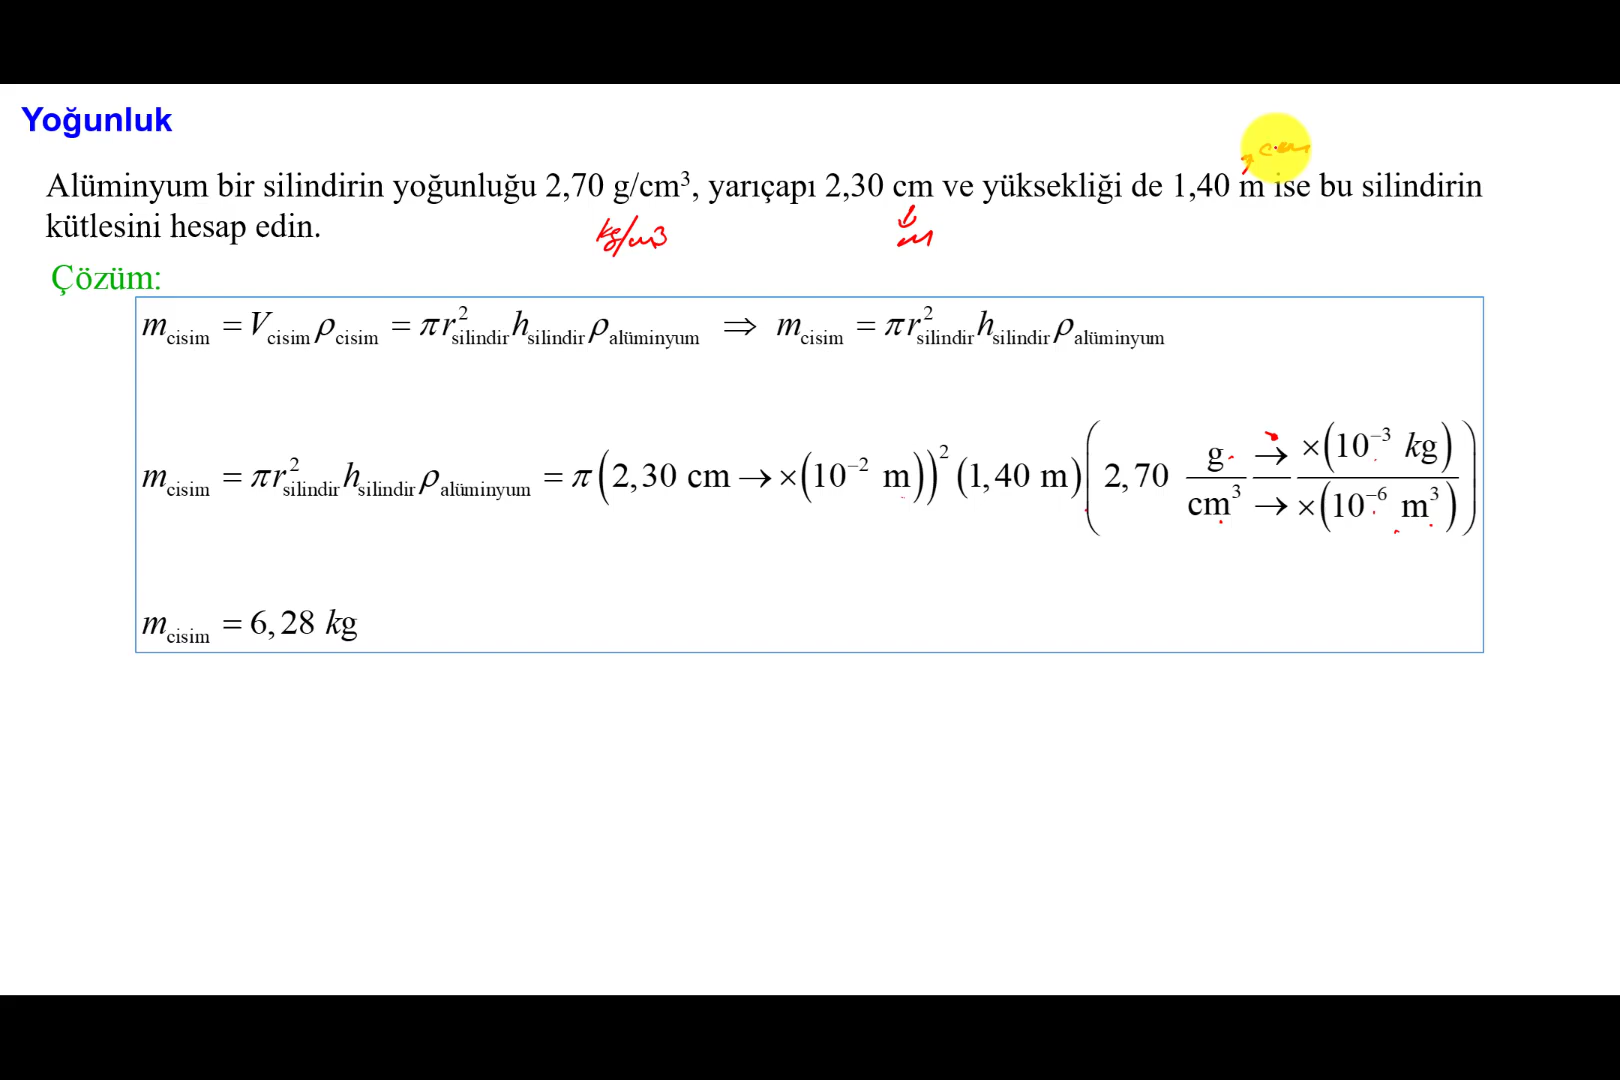 Yoğunluk
cm
Alüminyum bir silindirin yoğunluğu 2,70 g/cm³, yarıçapı 2,30 cm ve yüksekliği de 1,40 m ise bu silindirin
kütlesini hesap edin.
kg/m3 m
Çözüm:
m_cisim = V_cisim ρ_cisim = πr²_silindir h_silindir ρ_alüminyum ⇒ m_cisim = πr²_silindir h_silindir ρ_alüminyum
m_cisim = πr²_silindir h_silindir ρ_alüminyum = π(2,30 cm → ×(10⁻² m))² (1,40 m)(2,70 g/cm³ →/→ ×(10⁻³ kg)/×(10⁻⁶ m³))
m_cisim = 6,28 kg